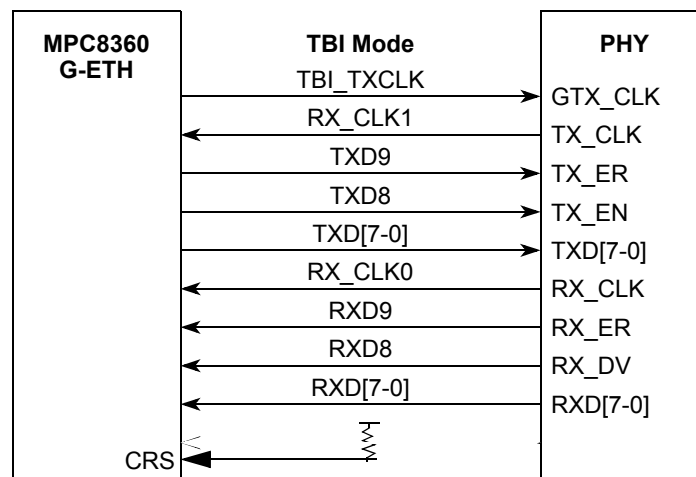 MPC8360 TBI Mode PHY
G-ETH
TBI_TXCLK GTX_CLK
RX_CLK1 TX_CLK
TXD9 TX_ER
TXD8 TX_EN
TXD[7-0] TXD[7-0]
RX_CLK0 RX_CLK
RXD9 RX_ER
RXD8 RX_DV
RXD[7-0] RXD[7-0]
CRS